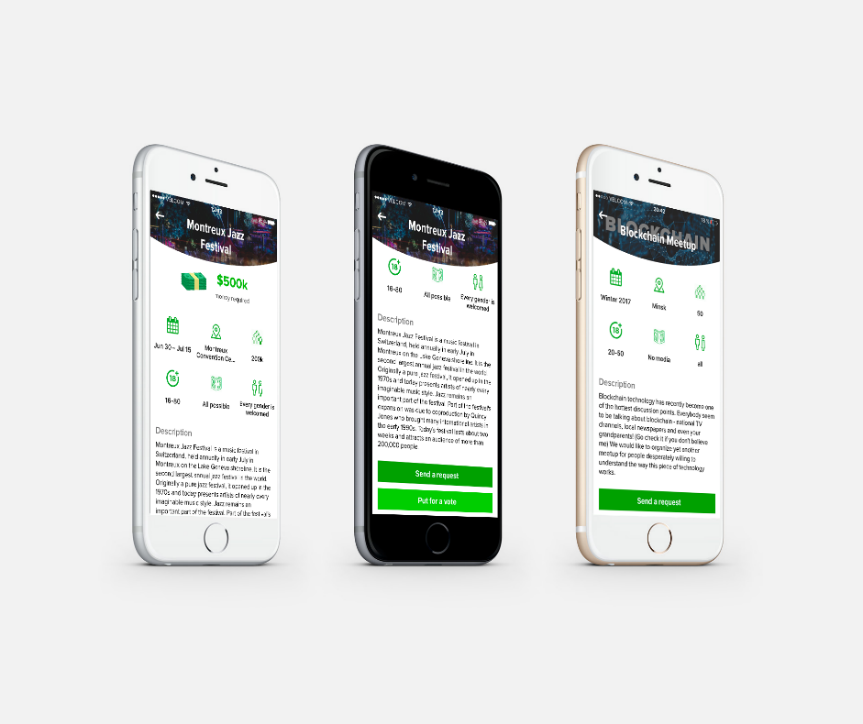 VELCOM
Montreux Jazz
Festival
$500k
money required
Jun 30 - Jul 15
Montreux
Convention Ce...
200k
18+
16-60
All possible
Every gender is
welcomed
Description
Montreux Jazz Festival is a music festival in
Switzerland, held annually in early July in
Montreux on the Lake Geneva shoreline. It is the
second largest annual jazz festival in the world.
Originally a pure jazz festival, it opened up in the
1970s and today presents artists of nearly every
imaginable music style. Jazz remains an
important part of the festival. Part of the festival's
Montreux Jazz
Festival
18+
16-60
All possible
Every gender is
welcomed
Description
Montreux Jazz Festival is a music festival in
Switzerland, held annually in early July in
Montreux on the Lake Geneva shoreline. It is the
second largest annual jazz festival in the world.
Originally a pure jazz festival, it opened up in the
1970s and today presents artists of nearly every
imaginable music style. Jazz remains an
important part of the festival. Part of the festival's
expansion was due to coproduction by Quincy
Jones who brought many international artists in
the early 1990s. Today's festival lasts about two
weeks and attracts an audience of more than
200,000 people
Send a request
Put for a vote
VELCOM
BLOCKCHAIN
Blockchain Meetup
Winter 2017
Minsk
60
18+
20-50
No media
all
Description
Blockchain technology has recently become one
of the hottest discussion points. Everybody seem
to be talking about blockchain - national TV
channels, local newspapers and even your
grandparents! (Go check it if you don't believe
me) We would like to organize yet another
meetup for people desperately willing to
understand the way this piece of technology
works.
Send a request